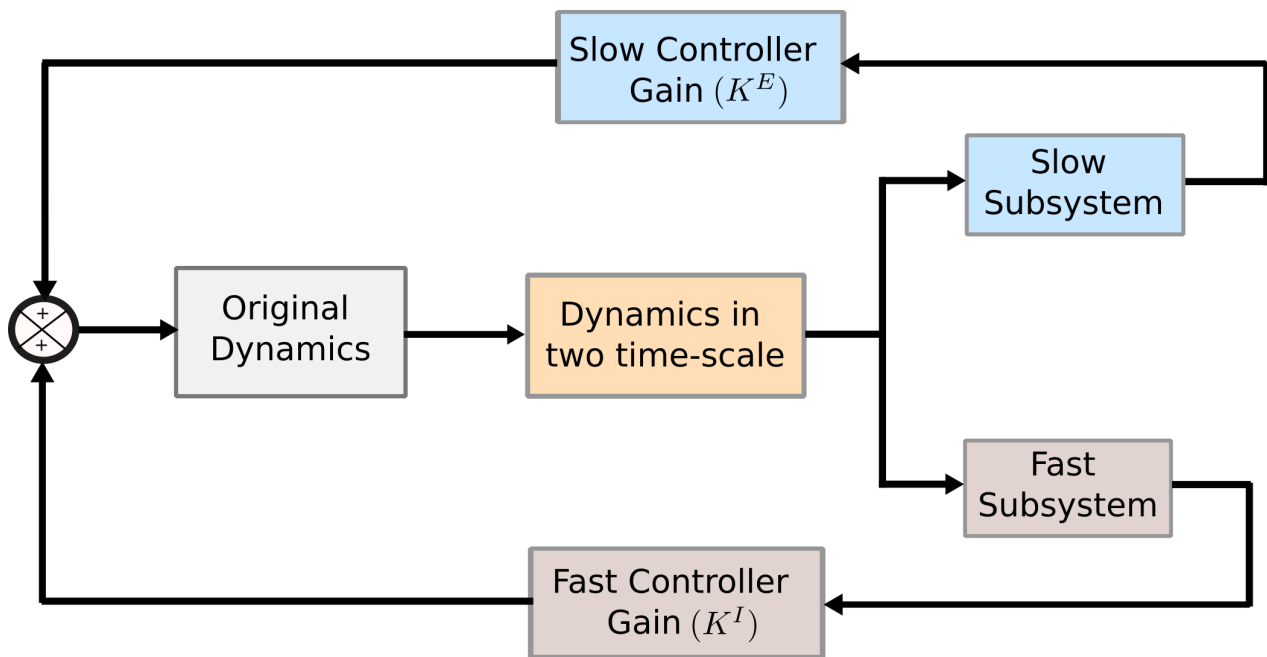 Slow Controller
Gain (K^E)
Slow
Subsystem
+
+
Original
Dynamics
Dynamics in
two time-scale
Fast
Subsystem
Fast Controller
Gain (K^I)